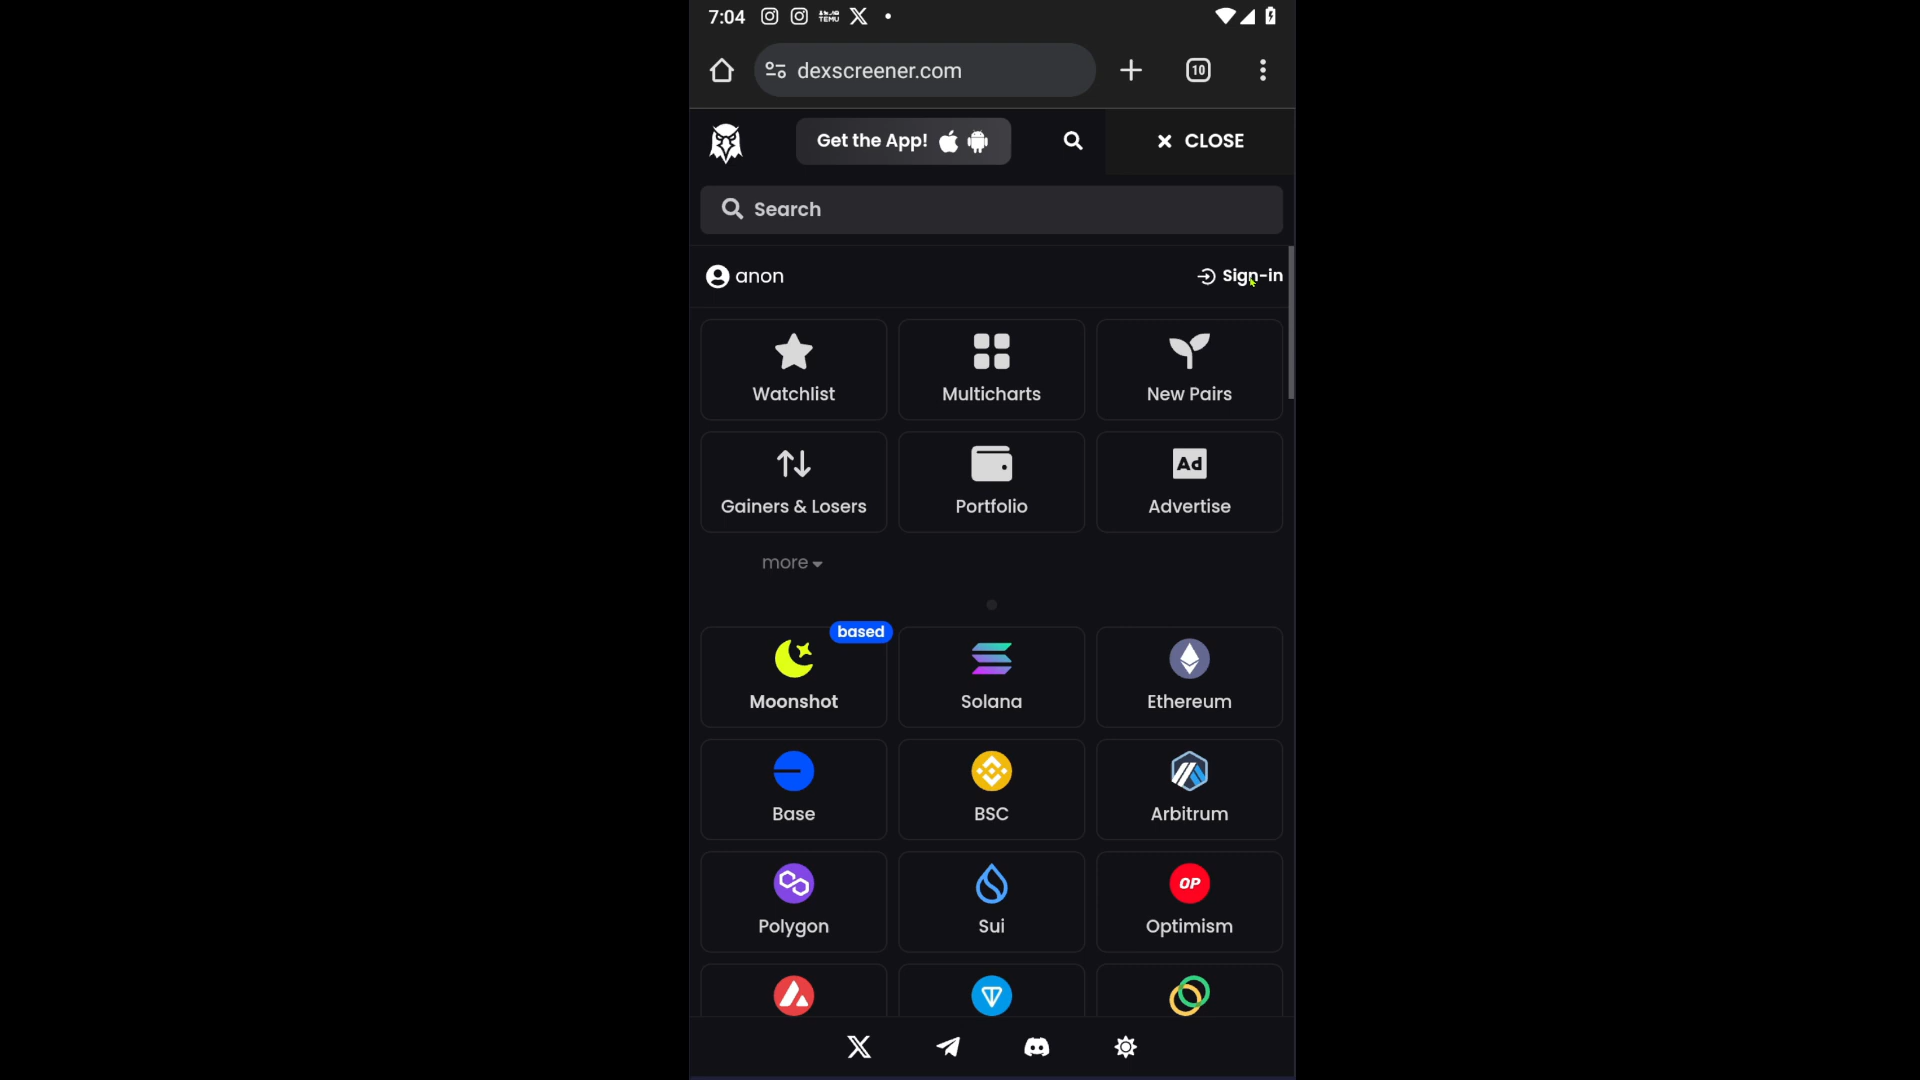 7:04 TEMU
dexscreener.com 10
Get the App! CLOSE
Search
anon Sign-in
Watchlist Multicharts New Pairs
Ad
Gainers & Losers Portfolio Advertise
more
based
Moonshot Solana Ethereum
Base BSC Arbitrum
OP
Polygon Sui Optimism